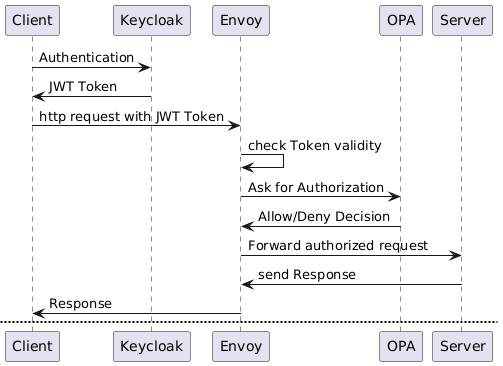 Client Keycloak Envoy OPA Server
Authentication
JWT Token
http request with JWT Token
check Token validity
Ask for Authorization
Allow/Deny Decision
Forward authorized request
send Response
Response
Client Keycloak Envoy OPA Server